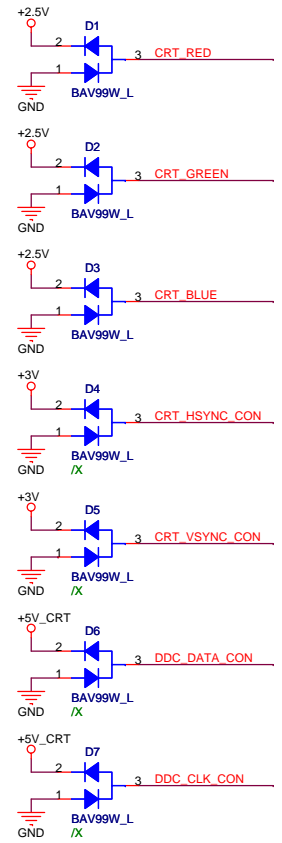 +2.5V
D1
2
3 CRT_RED
1
BAV99W_L
GND
+2.5V
D2
2
3 CRT_GREEN
1
BAV99W_L
GND
+2.5V
D3
2
3 CRT_BLUE
1
BAV99W_L
GND
+3V
D4
2
3 CRT_HSYNC_CON
1
BAV99W_L
GND /X
+3V
D5
2
3 CRT_VSYNC_CON
1
BAV99W_L
GND /X
+5V_CRT
D6
2
3 DDC_DATA_CON
1
BAV99W_L
GND /X
+5V_CRT
D7
2
3 DDC_CLK_CON
1
BAV99W_L
GND /X